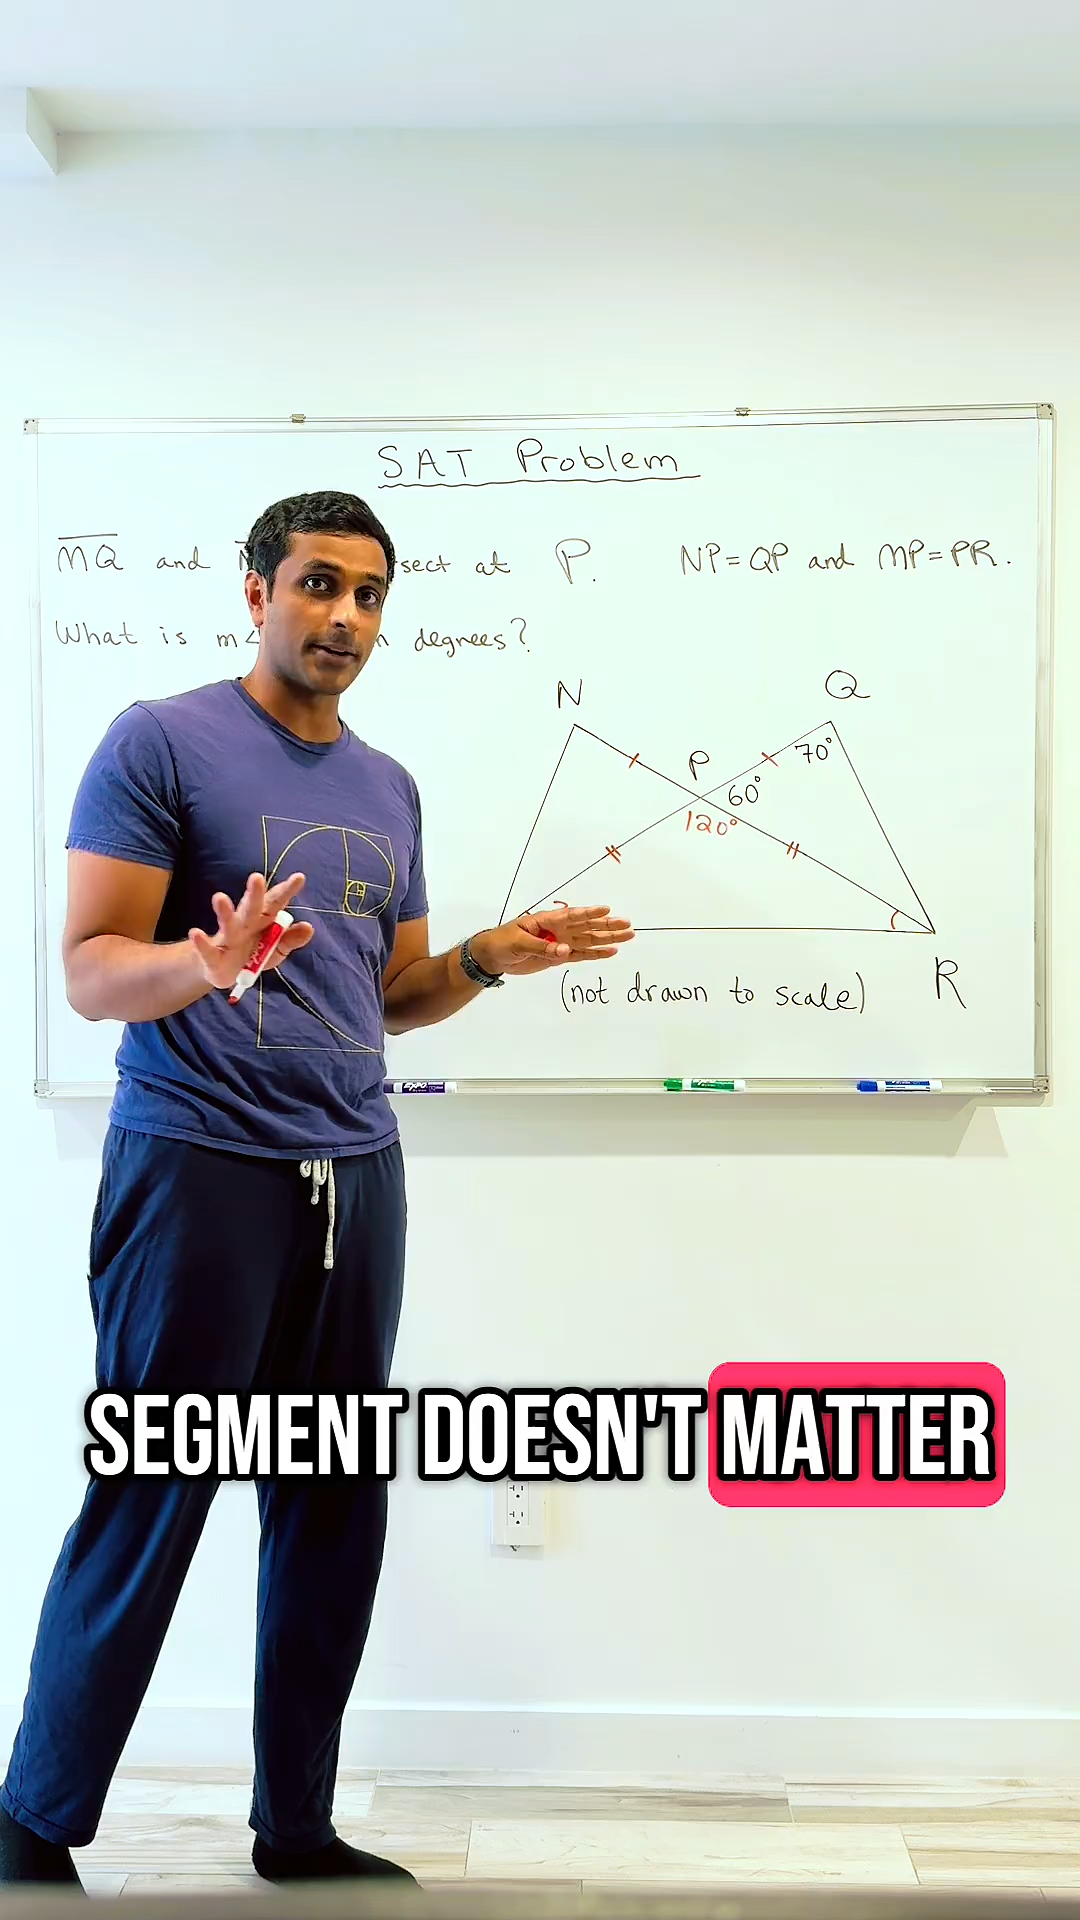 SAT Problem
MQ and sect at P. NP=QP and MP=PR.
What is m∠ degrees?
N
Q
P
70°
60°
120°
R
(not drawn to scale)
EXPO
SEGMENT DOESN'T MATTER